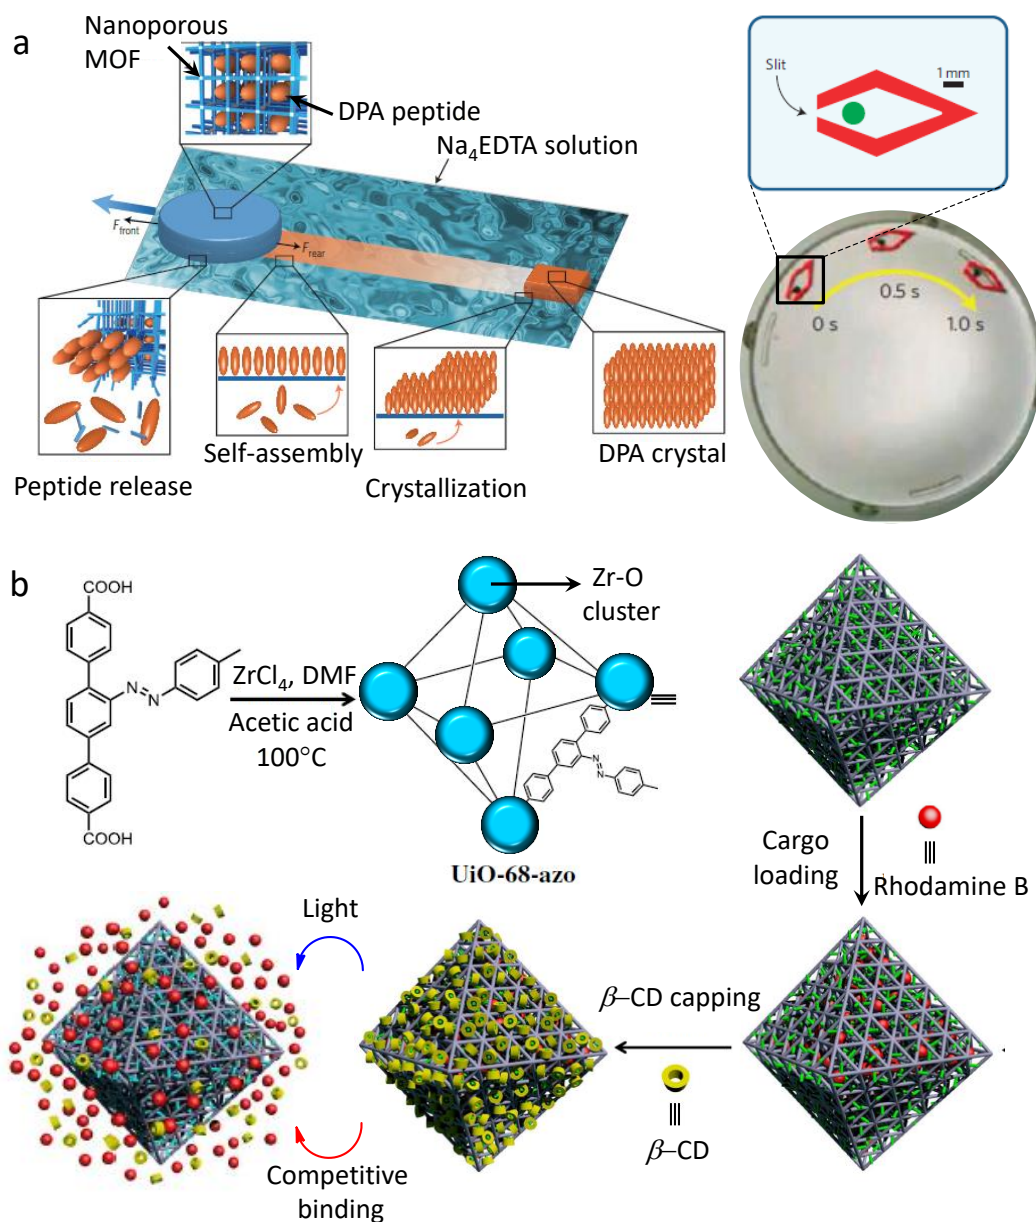 a
Nanoporous
MOF
DPA peptide
Na₄EDTA solution
F_front
F_rear
Peptide release
Self-assembly
Crystallization
DPA crystal
Slit
1 mm
0 s
0.5 s
1.0 s
b
COOH
N
N
COOH
ZrCl₄, DMF
Acetic acid
100°C
Zr-O
cluster
N
N
UiO-68-azo
Cargo
loading
Rhodamine B
β–CD capping
β–CD
Light
Competitive
binding